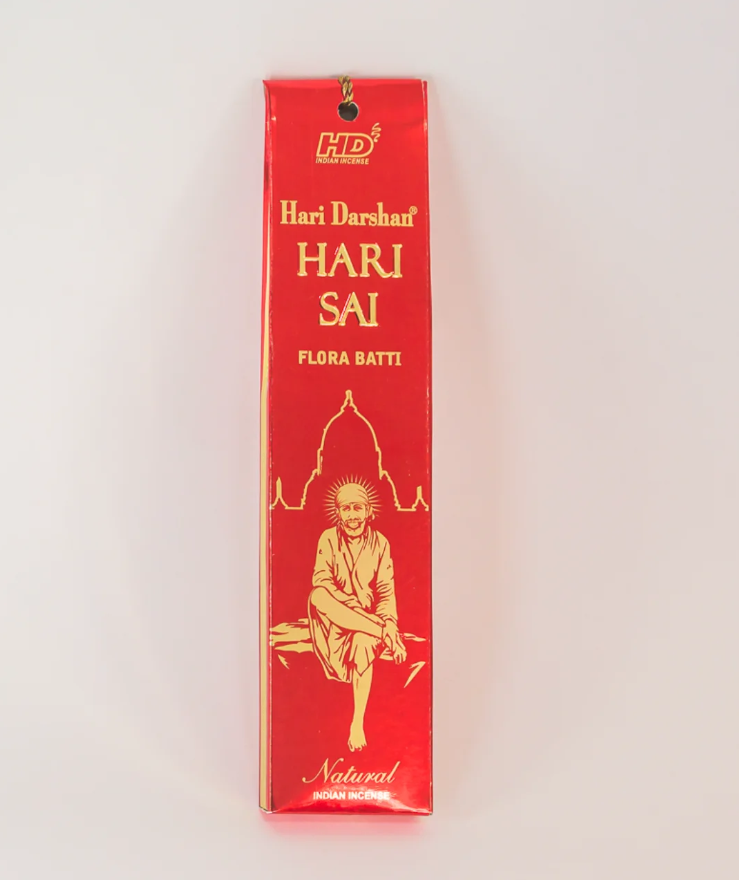 HD
INDIAN INCENSE
Hari Darshan®
HARI
SAI
FLORA BATTI
Natural
INDIAN INCENSE